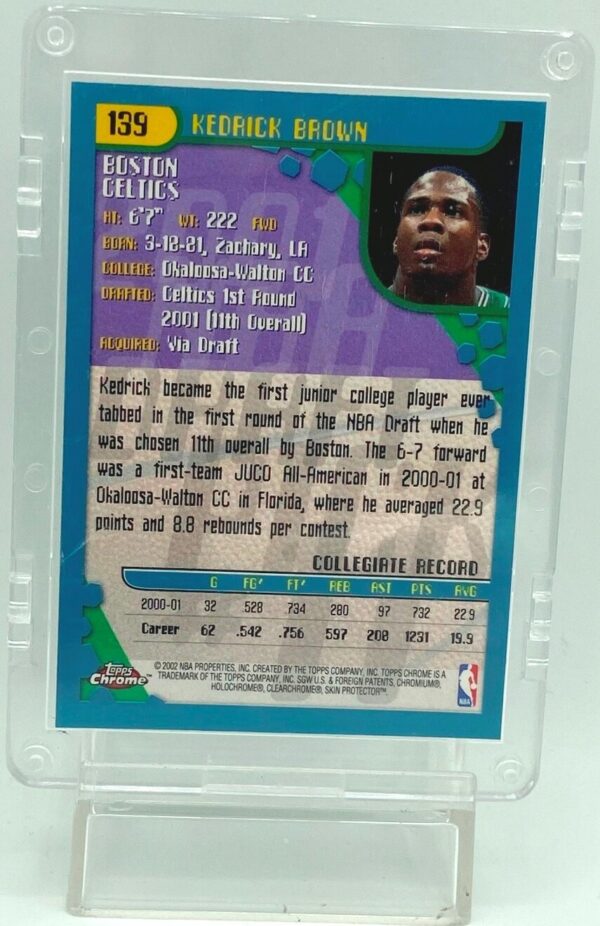 139 KEDRICK BROWN
BOSTON
CELTICS
HT: 6'7" WT: 222 FWD
BORN: 3-18-81, Zachary, LA
COLLEGE: Okaloosa-Walton CC
DRAFTED: Celtics 1st Round
2001 (11th Overall)
ACQUIRED: Via Draft
Kedrick became the first junior college player ever
tabbed in the first round of the NBA Draft when he
was chosen 11th overall by Boston. The 6-7 forward
was a first-team JUCO All-American in 2000-01 at
Okaloosa-Walton CC in Florida, where he averaged 22.9
points and 8.8 rebounds per contest.
COLLEGIATE RECORD
G FG% FT% REB AST PTS AVG
2000-01 32 .528 .734 280 97 732 22.9
Career 62 .542 .756 597 208 1231 19.9
Topps
Chrome™
© 2002 NBA PROPERTIES, INC. CREATED BY THE TOPPS COMPANY, INC. TOPPS CHROME IS A
TRADEMARK OF THE TOPPS COMPANY, INC. SGW U.S. & FOREIGN PATENTS, CHROMIUM®,
HOLOCHROME®, CLEARCHROME®, SKIN PROTECTOR™.
NBA